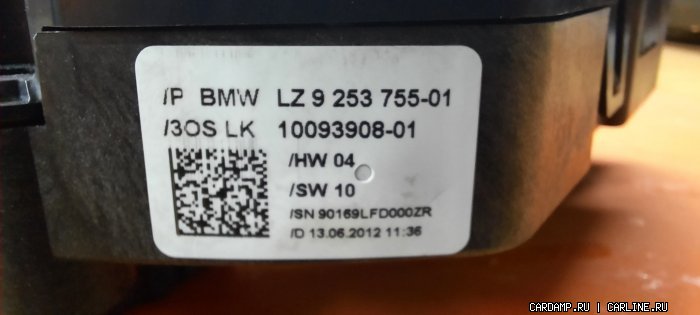 /P BMW LZ 9 253 755-01
/3OS LK 10093908-01
/HW 04
/SW 10
/SN 90169LFD000ZR
/D 13.06.2012 11:36
CARDAMP.RU | CARLINE.RU